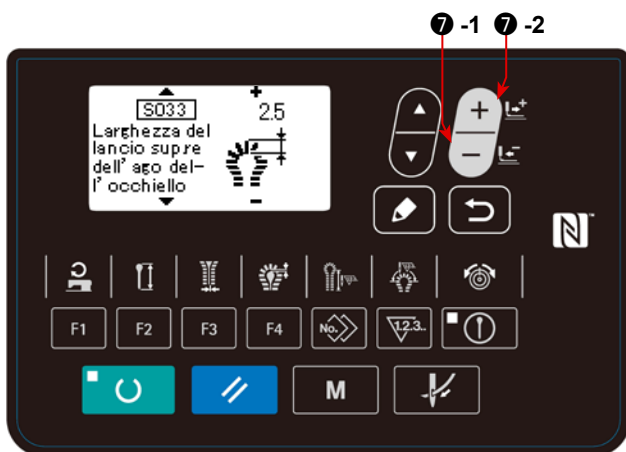 ❼ -1 ❼ -2
S033 2.5
Larghezza del
lancio supre
dell' ago del-
l' occhiello
F1 F2 F3 F4 No. 1.2.3..
M
N